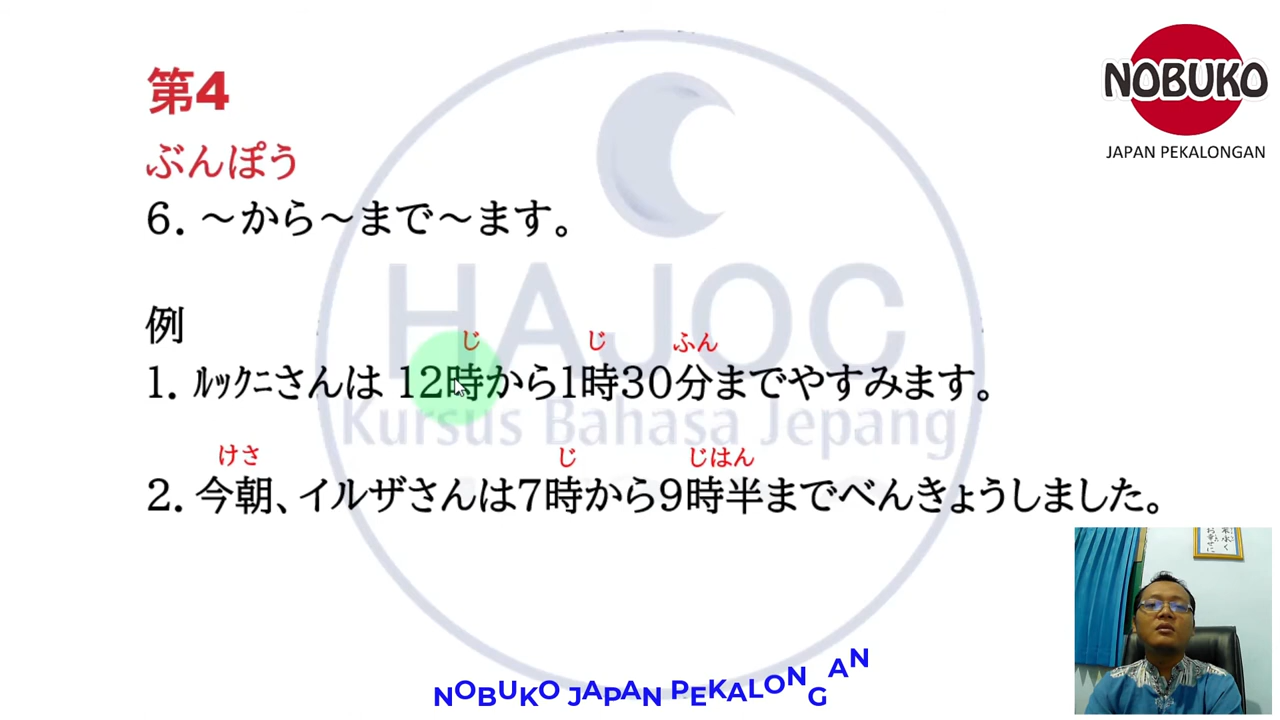 第4
ぶんぽう
6. ～から～まで～ます。
例
じ じ ふん
1. ﾙｯｸﾆさんは 12時から1時30分までやすみます。
けさ じ じはん
2. 今朝、イルザさんは7時から9時半までべんきょうしました。
HAJOC
Kursus Bahasa Jepang
NOBUKO
JAPAN PEKALONGAN
NOBUKO JAPAN PEKALONGAN